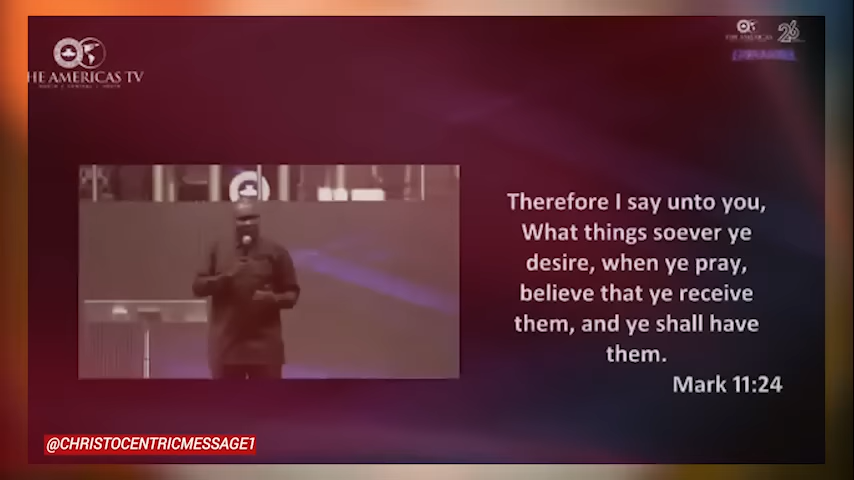 THE AMERICAS TV
Therefore I say unto you,
What things soever ye
desire, when ye pray,
believe that ye receive
them, and ye shall have
them.
Mark 11:24
@CHRISTOCENTRICMESSAGE1